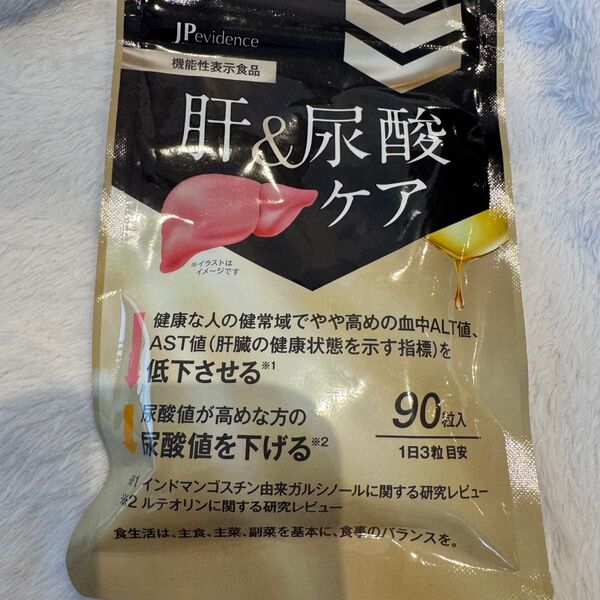 JPevidence
機能性表示食品
肝&尿酸
ケア
※イラストは
イメージです
健康な人の健常域でやや高めの血中ALT値、
AST値(肝臓の健康状態を示す指標)を
低下させる※1
尿酸値が高めな方の
尿酸値を下げる※2
90粒入
1日3粒目安
※1 インドマンゴスチン由来ガルシノールに関する研究レビュー
※2 ルテオリンに関する研究レビュー
食生活は、主食、主菜、副菜を基本に、食事のバランスを。